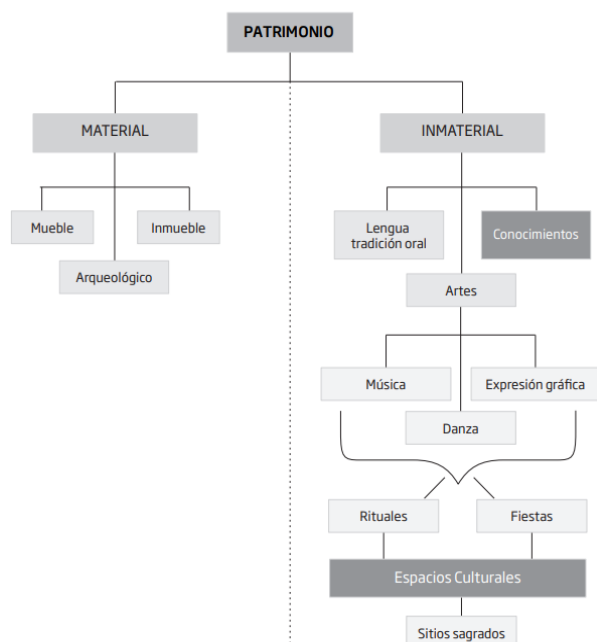 PATRIMONIO
MATERIAL
INMATERIAL
Mueble
Inmueble
Arqueológico
Lengua
tradición oral
Conocimientos
Artes
Música
Expresión gráfica
Danza
Rituales
Fiestas
Espacios Culturales
Sitios sagrados